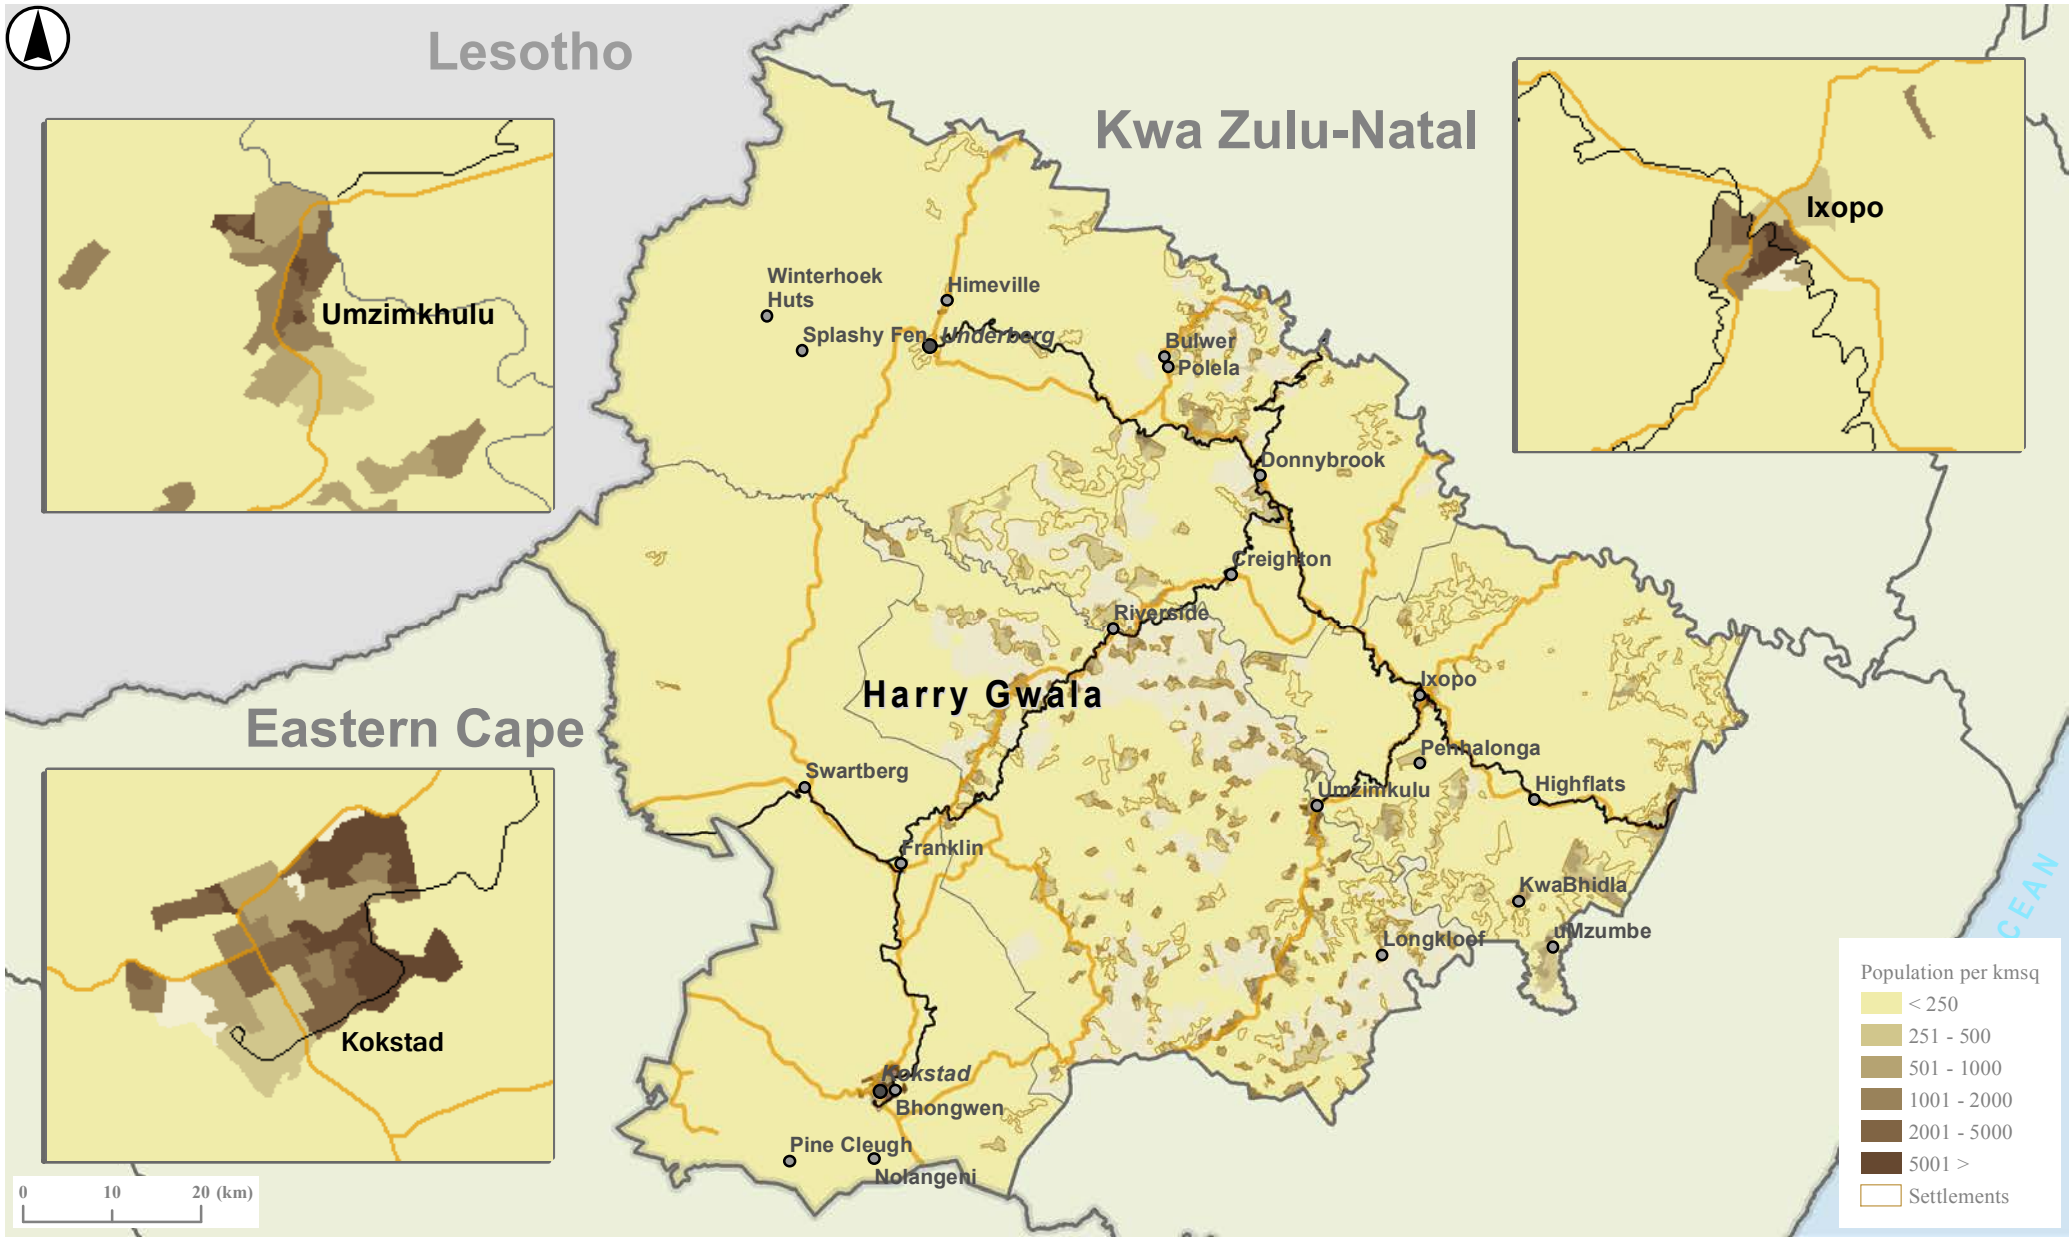 Lesotho
Kwa Zulu-Natal
Ixopo
Umzimkhulu
Winterhoek
Huts
Himeville
Splashy Fen
Underberg
Bulwer
Polela
Donnybrook
Creighton
Riverside
Harry Gwala
Ixopo
Eastern Cape
Penhalonga
Swartberg
Highflats
Umzimkulu
Franklin
KwaBhidla
uMzumbe
Longkloof
CEAN
Kokstad
Kokstad
Bhongwen
Pine Cleugh
Nolangeni
Population per kmsq
< 250
251 - 500
501 - 1000
1001 - 2000
2001 - 5000
5001 >
Settlements
0 10 20 (km)